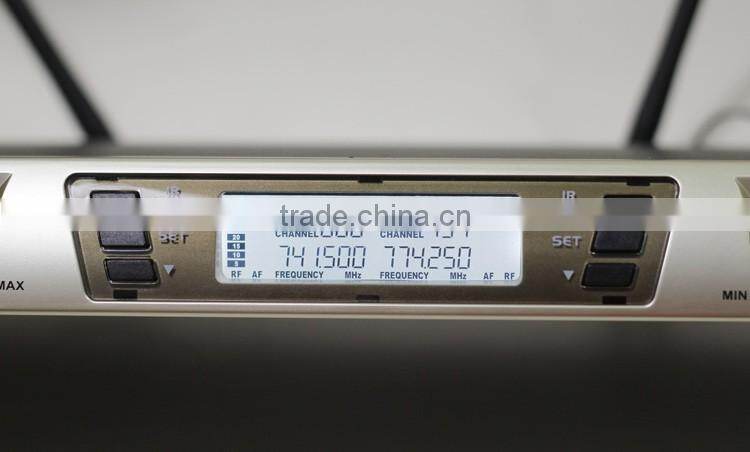 IR IR
trade.china.cn
CHANNEL CHANNEL
SET 20 SET
15
741.500 774.250
10
5
RF AF FREQUENCY MHz FREQUENCY MHz AF RF
MAX MIN